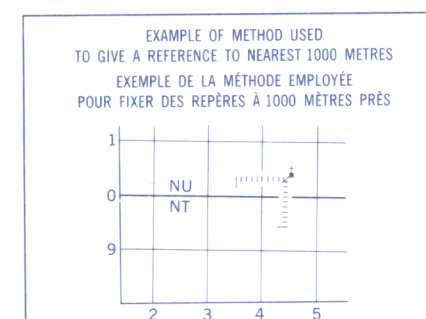 EXAMPLE OF METHOD USED
TO GIVE A REFERENCE TO NEAREST 1000 METRES
EXEMPLE DE LA MÉTHODE EMPLOYÉE
POUR FIXER DES REPÈRES À 1000 MÈTRES PRÈS
1
NU
0
NT
9
2 3 4 5